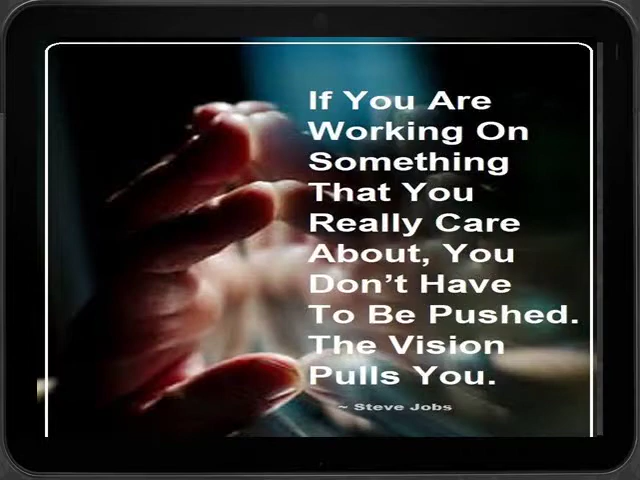 If You Are
Working On
Something
That You
Really Care
About, You
Don’t Have
To Be Pushed.
The Vision
Pulls You.
~ Steve Jobs